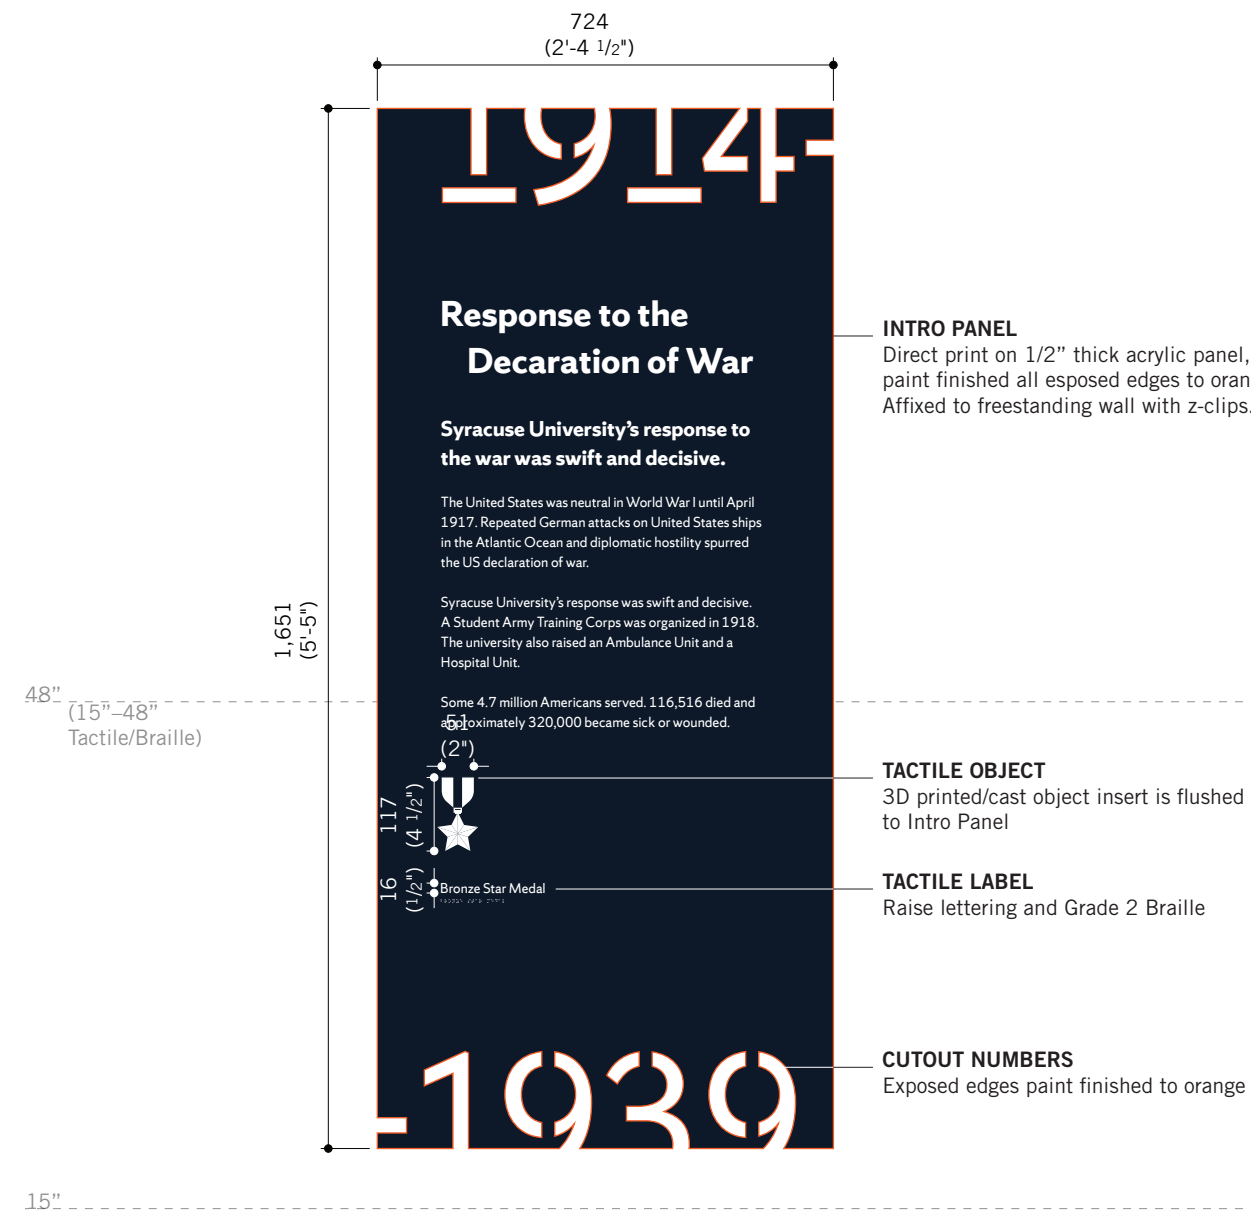 724
(2'-4 1/2")
1914-
Response to the
Decaration of War
INTRO PANEL
Direct print on 1/2” thick acrylic panel,
paint finished all esposed edges to oran
Affixed to freestanding wall with z-clips.
Syracuse University’s response to
the war was swift and decisive.
The United States was neutral in World War I until April
1917. Repeated German attacks on United States ships
in the Atlantic Ocean and diplomatic hostility spurred
the US declaration of war.
1,651
(5'-5")
Syracuse University’s response was swift and decisive.
A Student Army Training Corps was organized in 1918.
The university also raised an Ambulance Unit and a
Hospital Unit.
48”
(15”–48”
Tactile/Braille)
Some 4.7 million Americans served. 116,516 died and
approximately 320,000 became sick or wounded.
51
(2")
117
(4 1/2")
TACTILE OBJECT
3D printed/cast object insert is flushed
to Intro Panel
16
(1/2")
Bronze Star Medal
TACTILE LABEL
Raise lettering and Grade 2 Braille
CUTOUT NUMBERS
Exposed edges paint finished to orange
-1939
15”